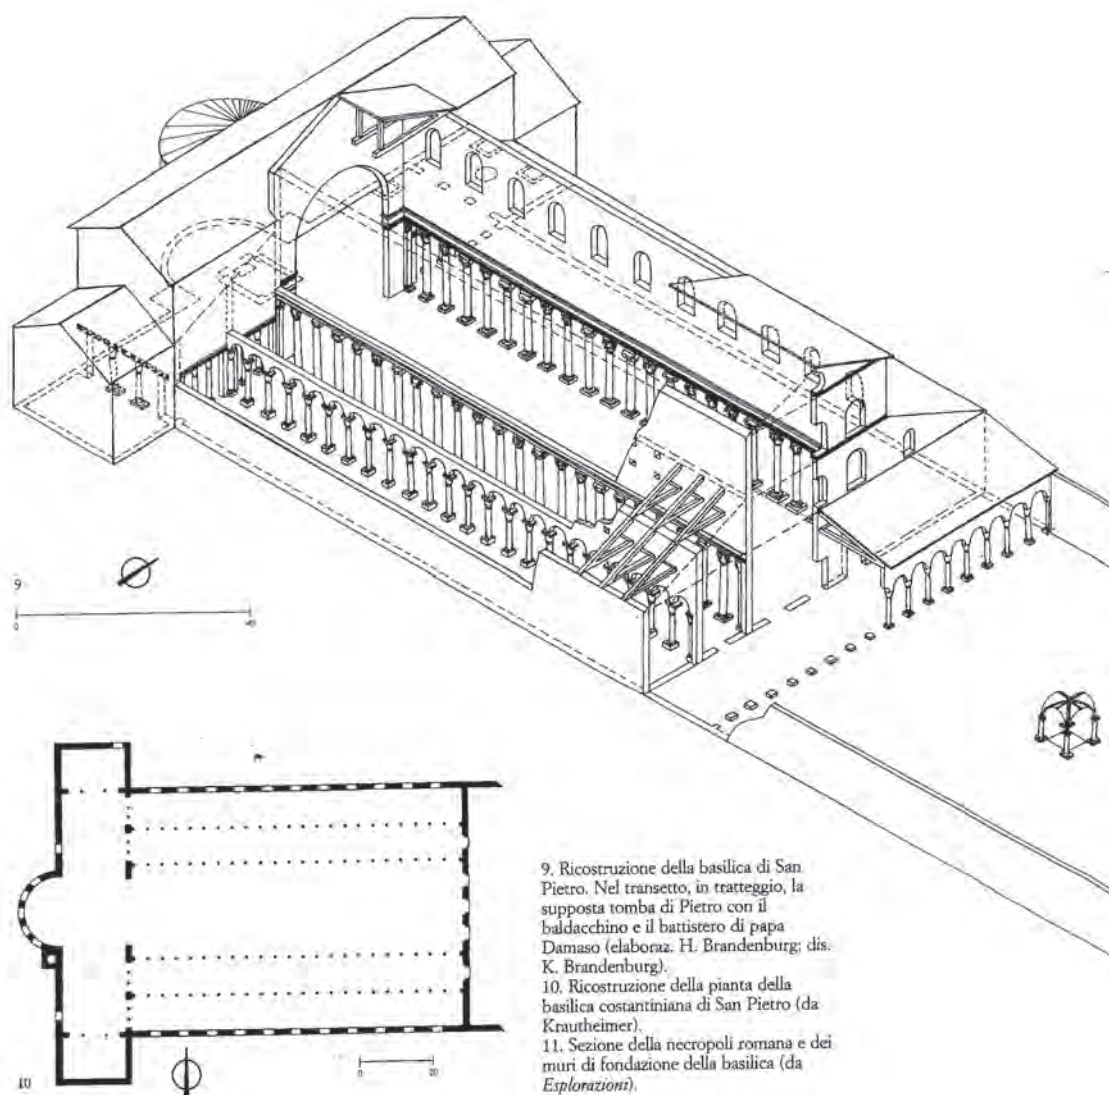 9
0
40
10
0
20
9. Ricostruzione della basilica di San
Pietro. Nel transetto, in tratteggio, la
supposta tomba di Pietro con il
baldacchino e il battistero di papa
Damaso (elaboraz. H. Brandenburg; dis.
K. Brandenburg).
10. Ricostruzione della pianta della
basilica costantiniana di San Pietro (da
Krautheimer).
11. Sezione della necropoli romana e dei
muri di fondazione della basilica (da
Esplorazioni).